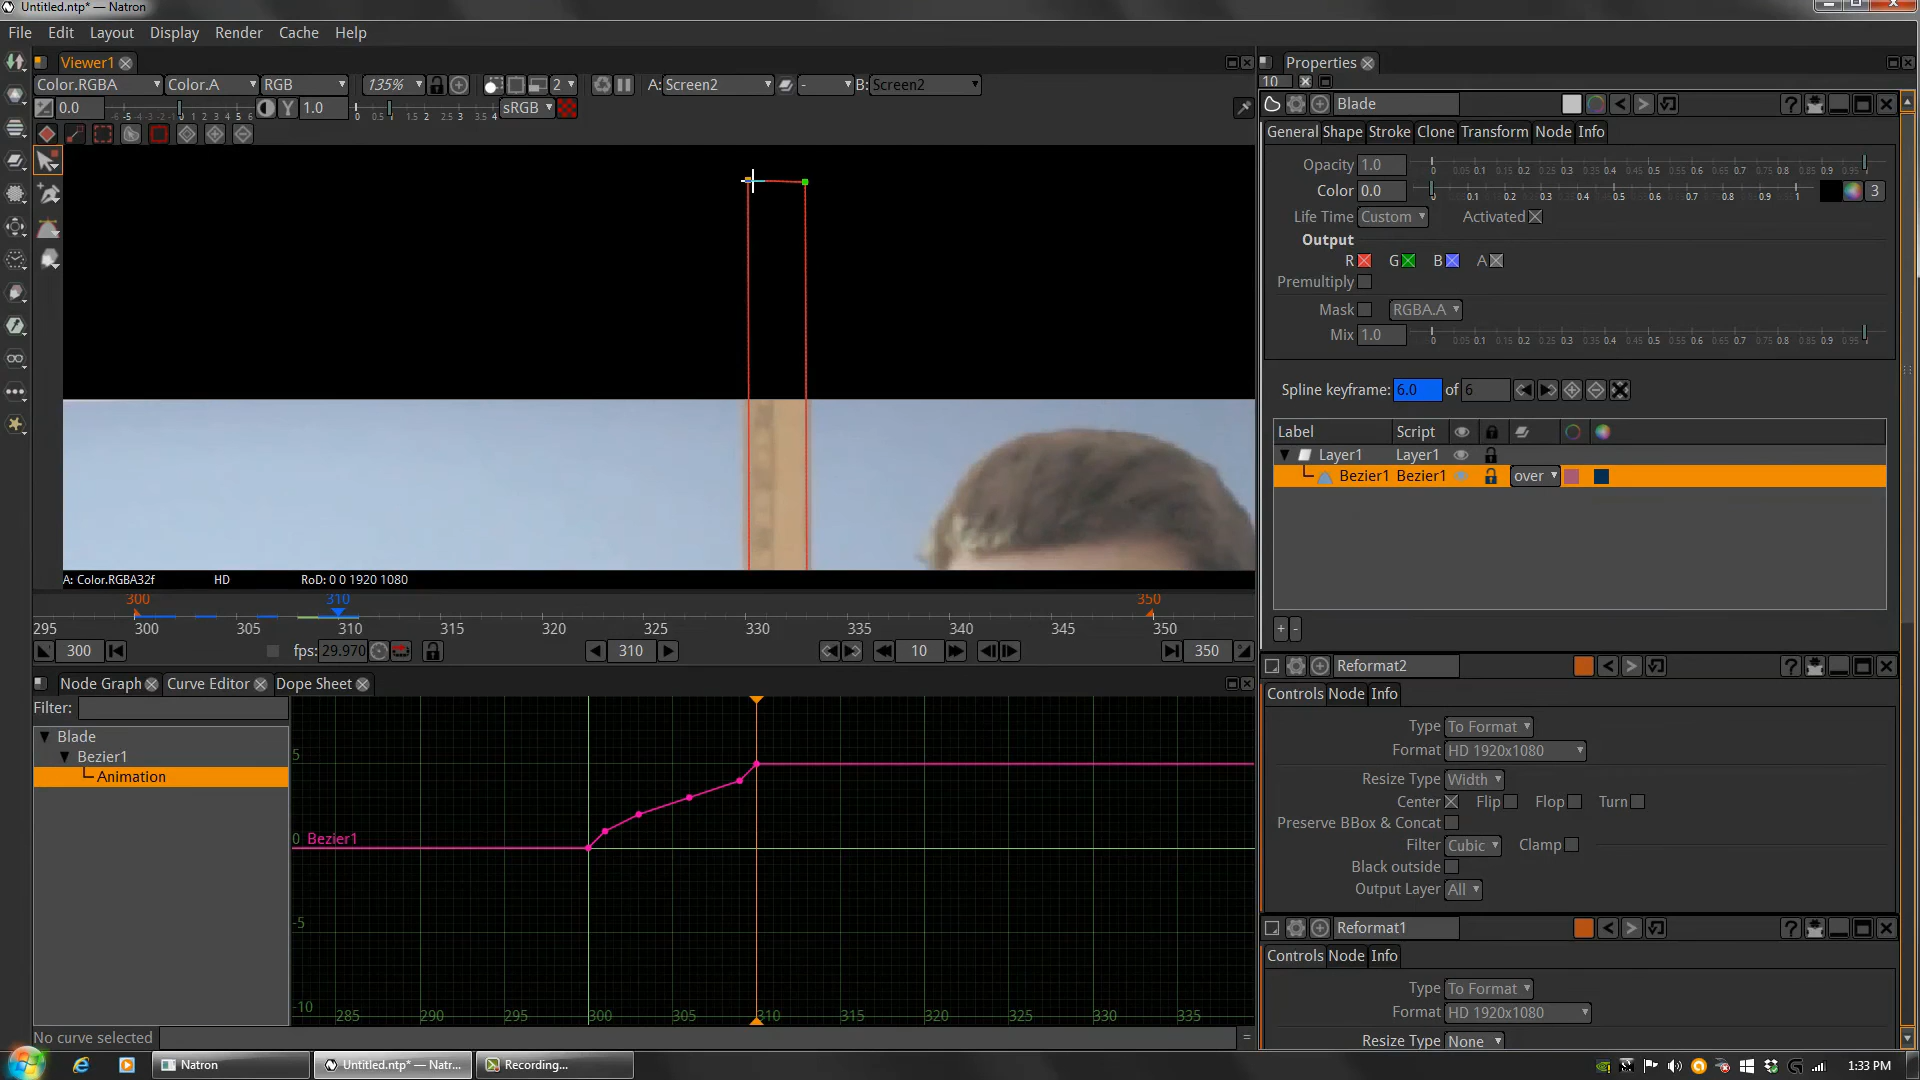 Untitled.ntp* — Natron
File Edit Layout Display Render Cache Help
Viewer1
Color.RGBA Color.A RGB 135% 2 A: Screen2 - B: Screen2
0.0 Y 1.0 sRGB
A: Color.RGBA32f HD RoD: 0 0 1920 1080
300 310 350
295 300 305 310 315 320 325 330 335 340 345 350
300 fps: 29.970 310 10 350
Node Graph Curve Editor Dope Sheet
Filter:
Blade
Bezier1
Animation
5
0 Bezier1
-5
-10
285 290 295 300 305 310 315 320 325 330 335
No curve selected =
Properties
10
Blade ?
General Shape Stroke Clone Transform Node Info
Opacity 1.0
Color 0.0 3
Life Time Custom Activated
Output
R G B A
Premultiply
Mask RGBA.A
Mix 1.0
Spline keyframe: 6.0 of 6
Label Script
Layer1 Layer1
Bezier1 Bezier1 over
+ -
Reformat2 ?
Controls Node Info
Type To Format
Format HD 1920x1080
Resize Type Width
Center Flip Flop Turn
Preserve BBox & Concat
Filter Cubic Clamp
Black outside
Output Layer All
Reformat1 ?
Controls Node Info
Type To Format
Format HD 1920x1080
Resize Type None
Natron Untitled.ntp* — Natr... Recording... 1:33 PM